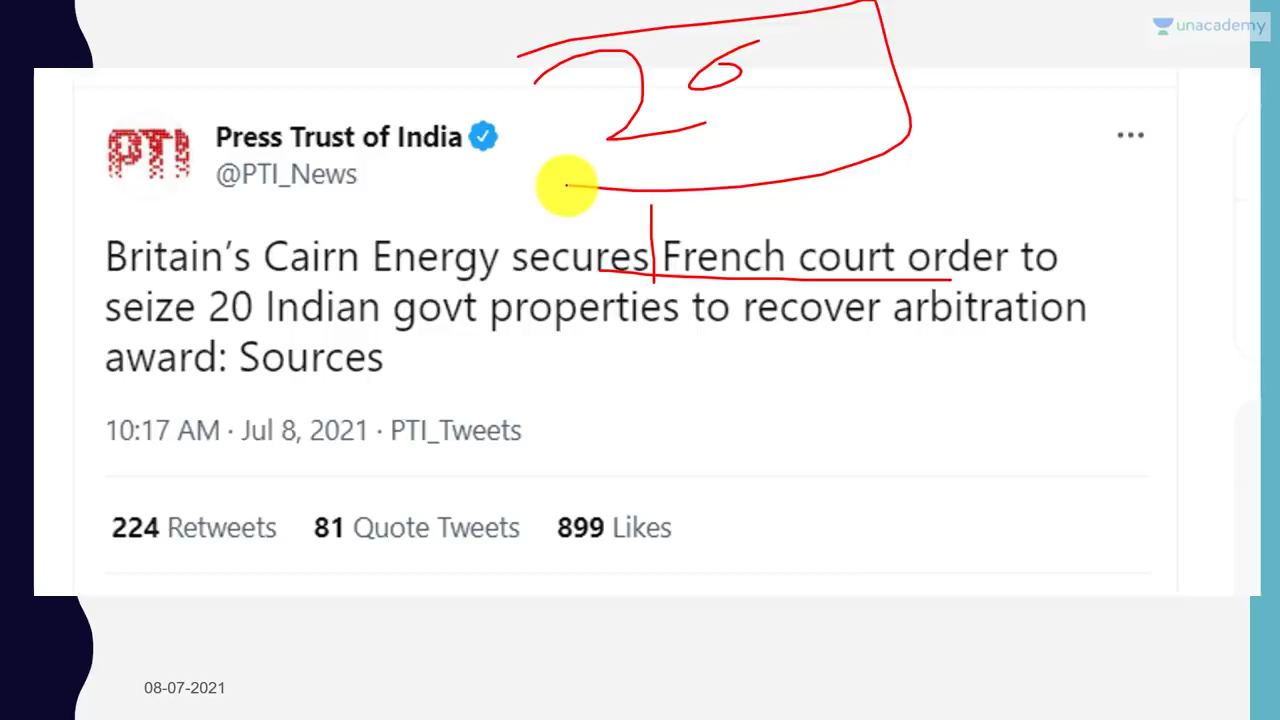 unacademy
PTI
Press Trust of India
@PTI_News
Britain's Cairn Energy secures French court order to
seize 20 Indian govt properties to recover arbitration
award: Sources
10:17 AM · Jul 8, 2021 · PTI_Tweets
224 Retweets 81 Quote Tweets 899 Likes
08-07-2021